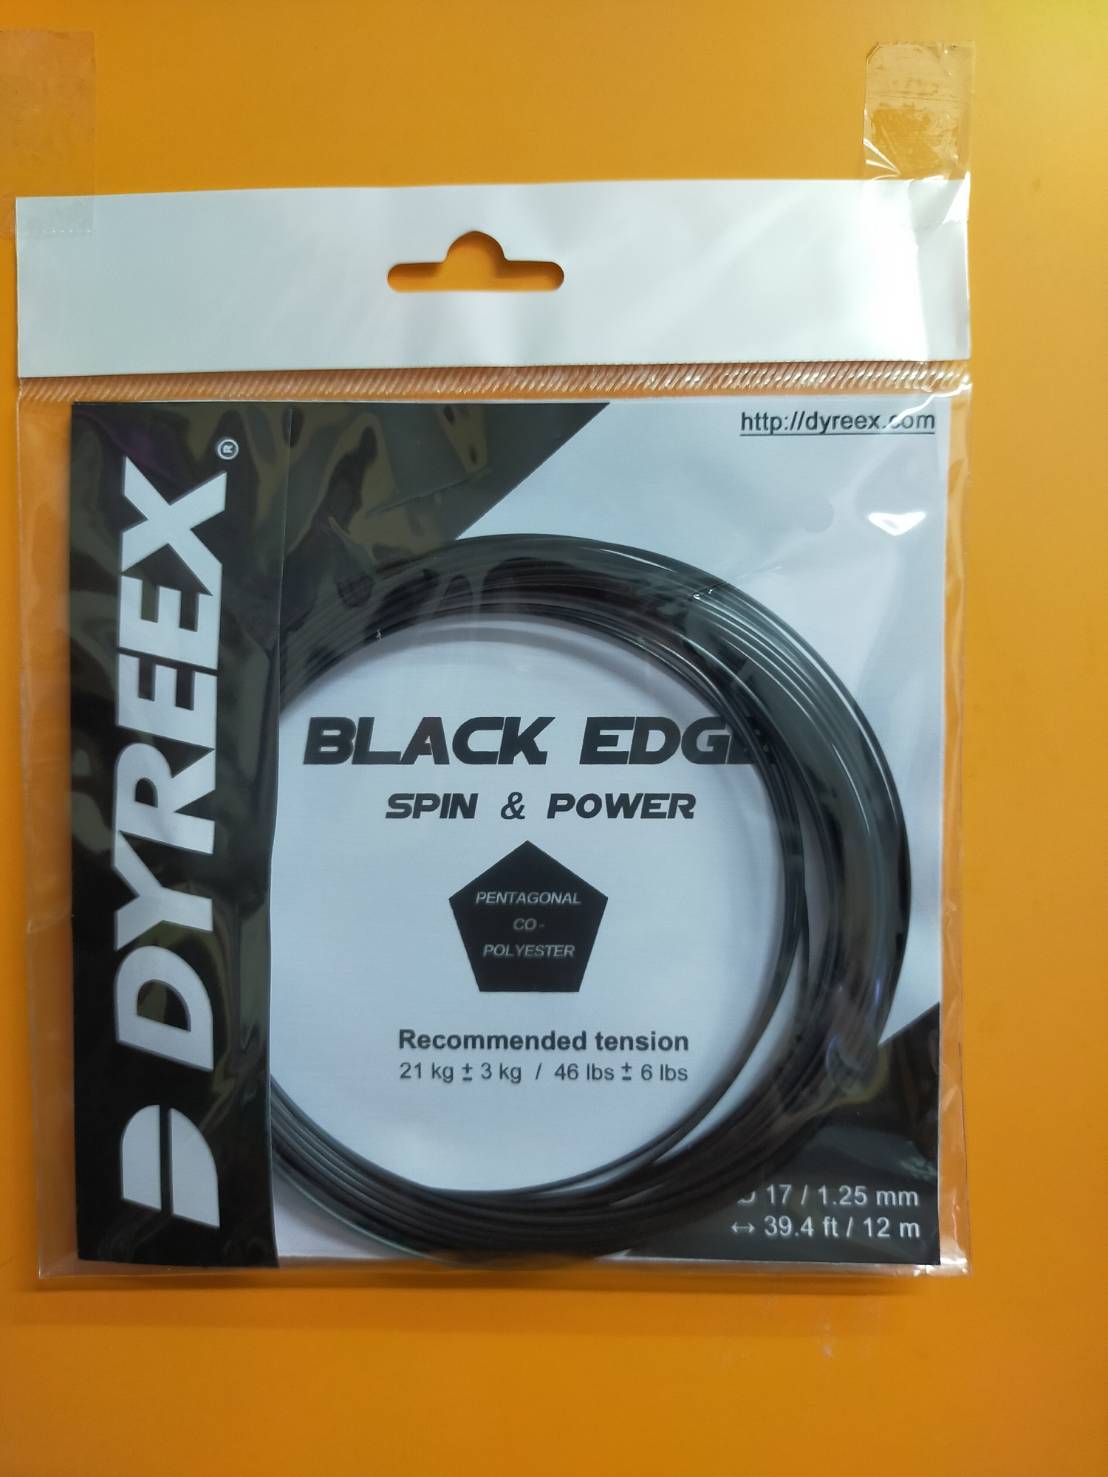 http://dyreex.com
DYREEX®
BLACK EDGE
SPIN & POWER
PENTAGONAL
CO-
POLYESTER
Recommended tension
21 kg ± 3 kg / 46 lbs ± 6 lbs
17 / 1.25 mm
↔ 39.4 ft / 12 m